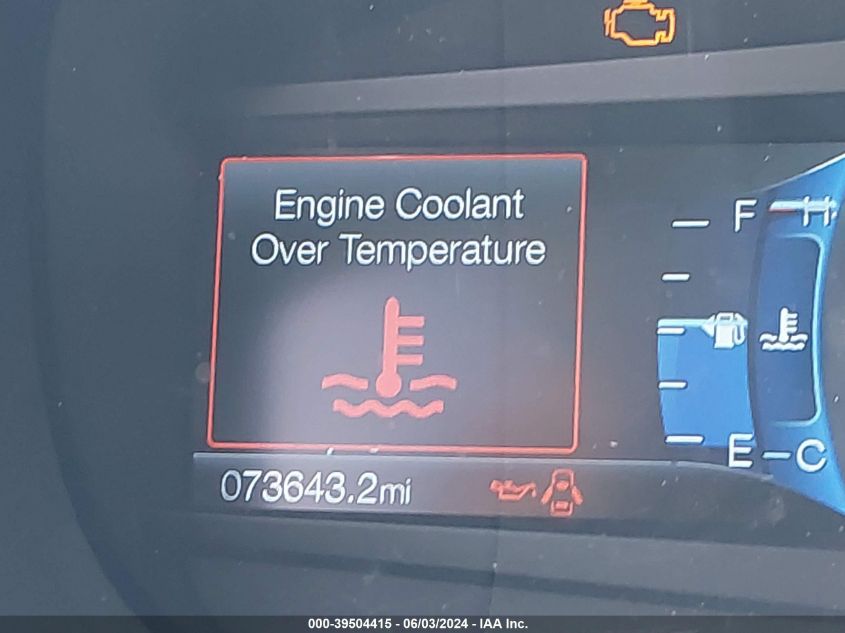 Engine Coolant
Over Temperature
F H
E C
073643.2mi
000-39504415 - 06/03/2024 - IAA Inc.